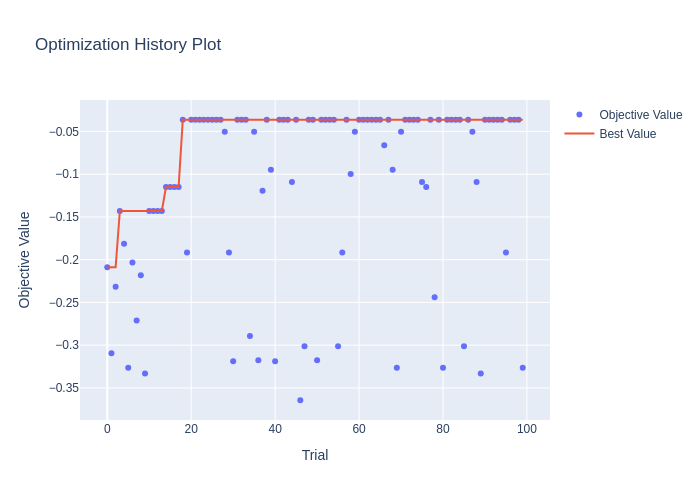 Optimization History Plot
Objective Value
Best Value
−0.05
−0.1
−0.15
−0.2
−0.25
−0.3
−0.35
Objective Value
0 20 40 60 80 100
Trial